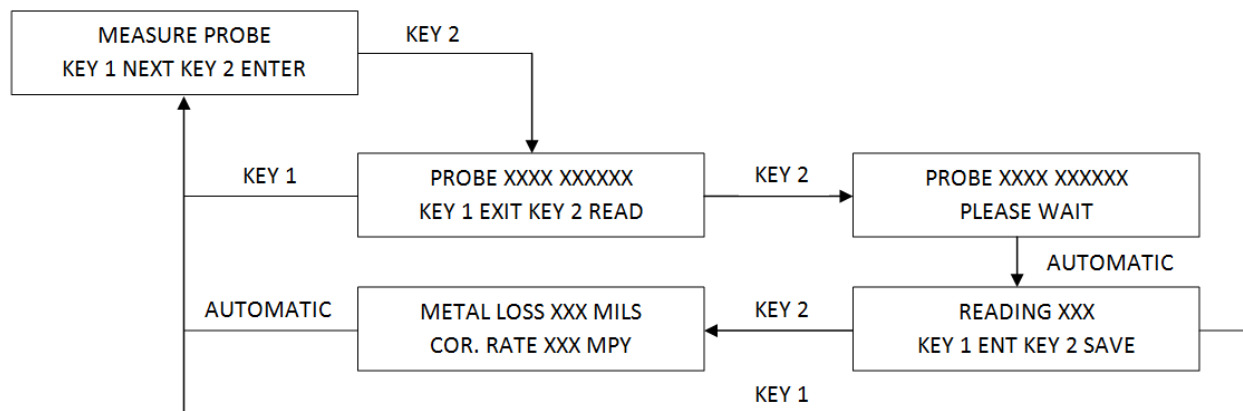 MEASURE PROBE
KEY 1 NEXT KEY 2 ENTER
KEY 2
KEY 1
PROBE XXXX XXXXXX
KEY 1 EXIT KEY 2 READ
KEY 2
PROBE XXXX XXXXXX
PLEASE WAIT
AUTOMATIC
AUTOMATIC
METAL LOSS XXX MILS
COR. RATE XXX MPY
KEY 2
READING XXX
KEY 1 ENT KEY 2 SAVE
KEY 1